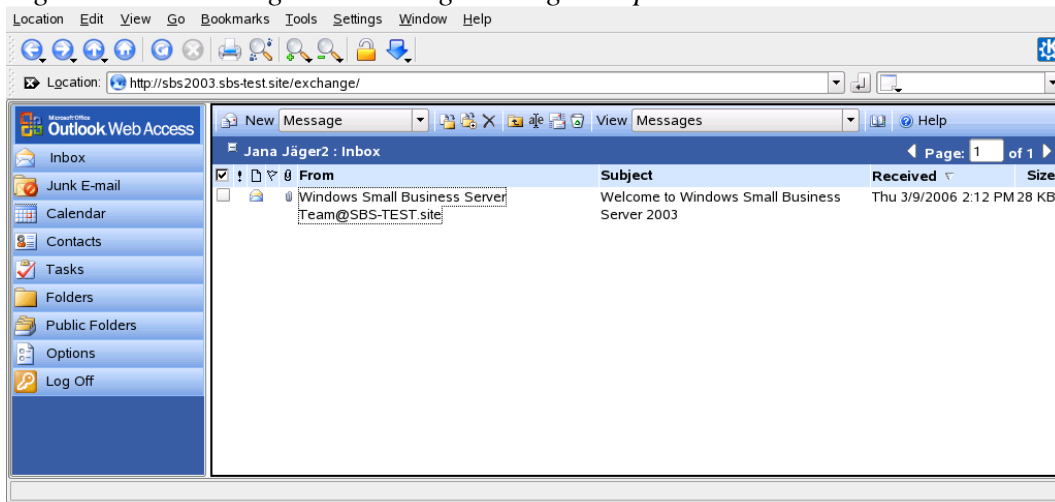 Location Edit View Go Bookmarks Tools Settings Window Help
Location: http://sbs2003.sbs-test.site/exchange/
Microsoft Office
Outlook Web Access
New Message View Messages Help
Inbox
Junk E-mail
Calendar
Contacts
Tasks
Folders
Public Folders
Options
Log Off
Jana Jäger2 : Inbox Page: 1 of 1
! From Subject Received Size
Windows Small Business Server Welcome to Windows Small Business Thu 3/9/2006 2:12 PM 28 KB
Team@SBS-TEST.site Server 2003